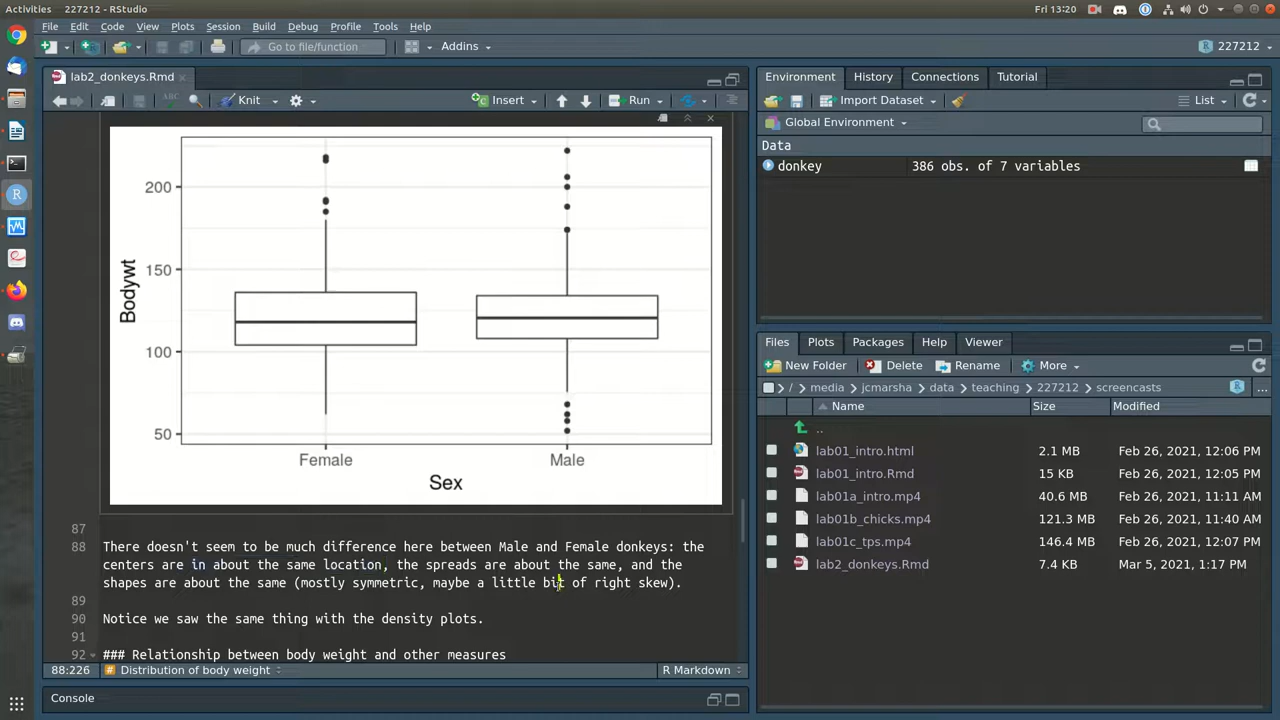 Activities
227212 - RStudio
Fri 13:20
File Edit Code View Plots Session Build Debug Profile Tools Help
Go to file/function
Addins
227212
lab2_donkeys.Rmd
ABC
Knit
Insert
Run
200
150
100
50
Bodywt
Female
Male
Sex
87
88 There doesn't seem to be much difference here between Male and Female donkeys: the
centers are in about the same location, the spreads are about the same, and the
shapes are about the same (mostly symmetric, maybe a little bit of right skew).
89
90 Notice we saw the same thing with the density plots.
91
92 ### Relationship between body weight and other measures
88:226
# Distribution of body weight
R Markdown
Console
Environment History Connections Tutorial
Import Dataset
List
Global Environment
Data
donkey 386 obs. of 7 variables
Files Plots Packages Help Viewer
New Folder Delete Rename More
/ media jcmarsha data teaching 227212 screencasts
...
Name Size Modified
..
lab01_intro.html 2.1 MB Feb 26, 2021, 12:06 PM
lab01_intro.Rmd 15 KB Feb 26, 2021, 12:05 PM
lab01a_intro.mp4 40.6 MB Feb 26, 2021, 11:11 AM
lab01b_chicks.mp4 121.3 MB Feb 26, 2021, 11:40 AM
lab01c_tps.mp4 146.4 MB Feb 26, 2021, 12:07 PM
lab2_donkeys.Rmd 7.4 KB Mar 5, 2021, 1:17 PM